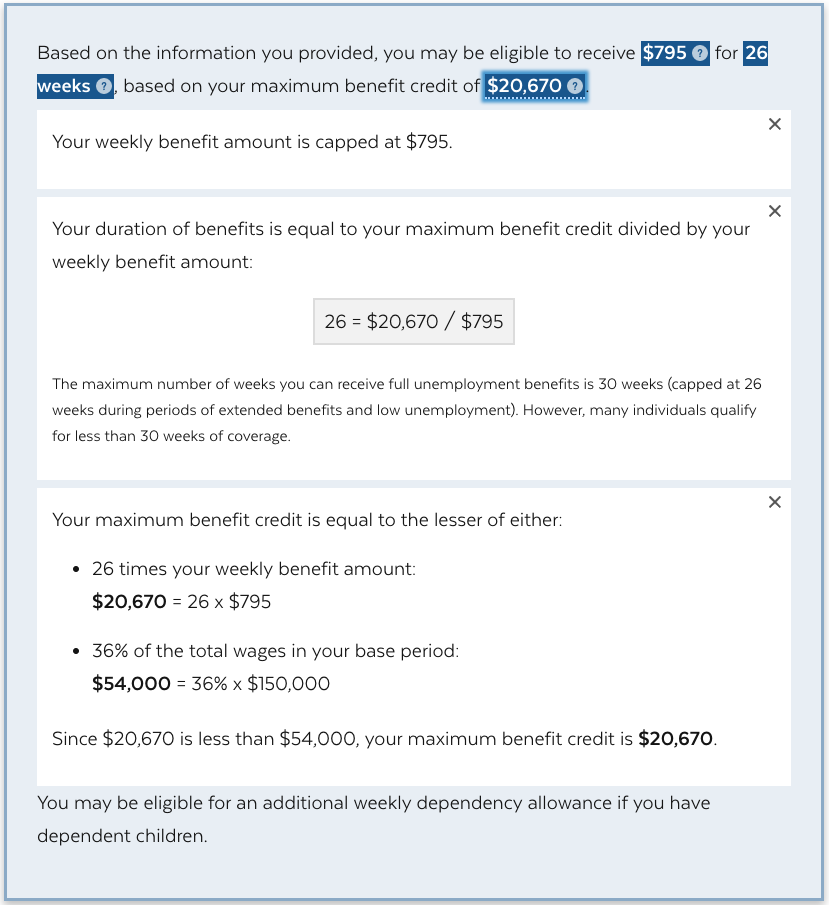 Based on the information you provided, you may be eligible to receive $795 ? for 26
weeks ?, based on your maximum benefit credit of $20,670 ?.
×
Your weekly benefit amount is capped at $795.
×
Your duration of benefits is equal to your maximum benefit credit divided by your
weekly benefit amount:
26 = $20,670 / $795
The maximum number of weeks you can receive full unemployment benefits is 30 weeks (capped at 26
weeks during periods of extended benefits and low unemployment). However, many individuals qualify
for less than 30 weeks of coverage.
×
Your maximum benefit credit is equal to the lesser of either:
• 26 times your weekly benefit amount:
$20,670 = 26 x $795
• 36% of the total wages in your base period:
$54,000 = 36% x $150,000
Since $20,670 is less than $54,000, your maximum benefit credit is $20,670.
You may be eligible for an additional weekly dependency allowance if you have
dependent children.